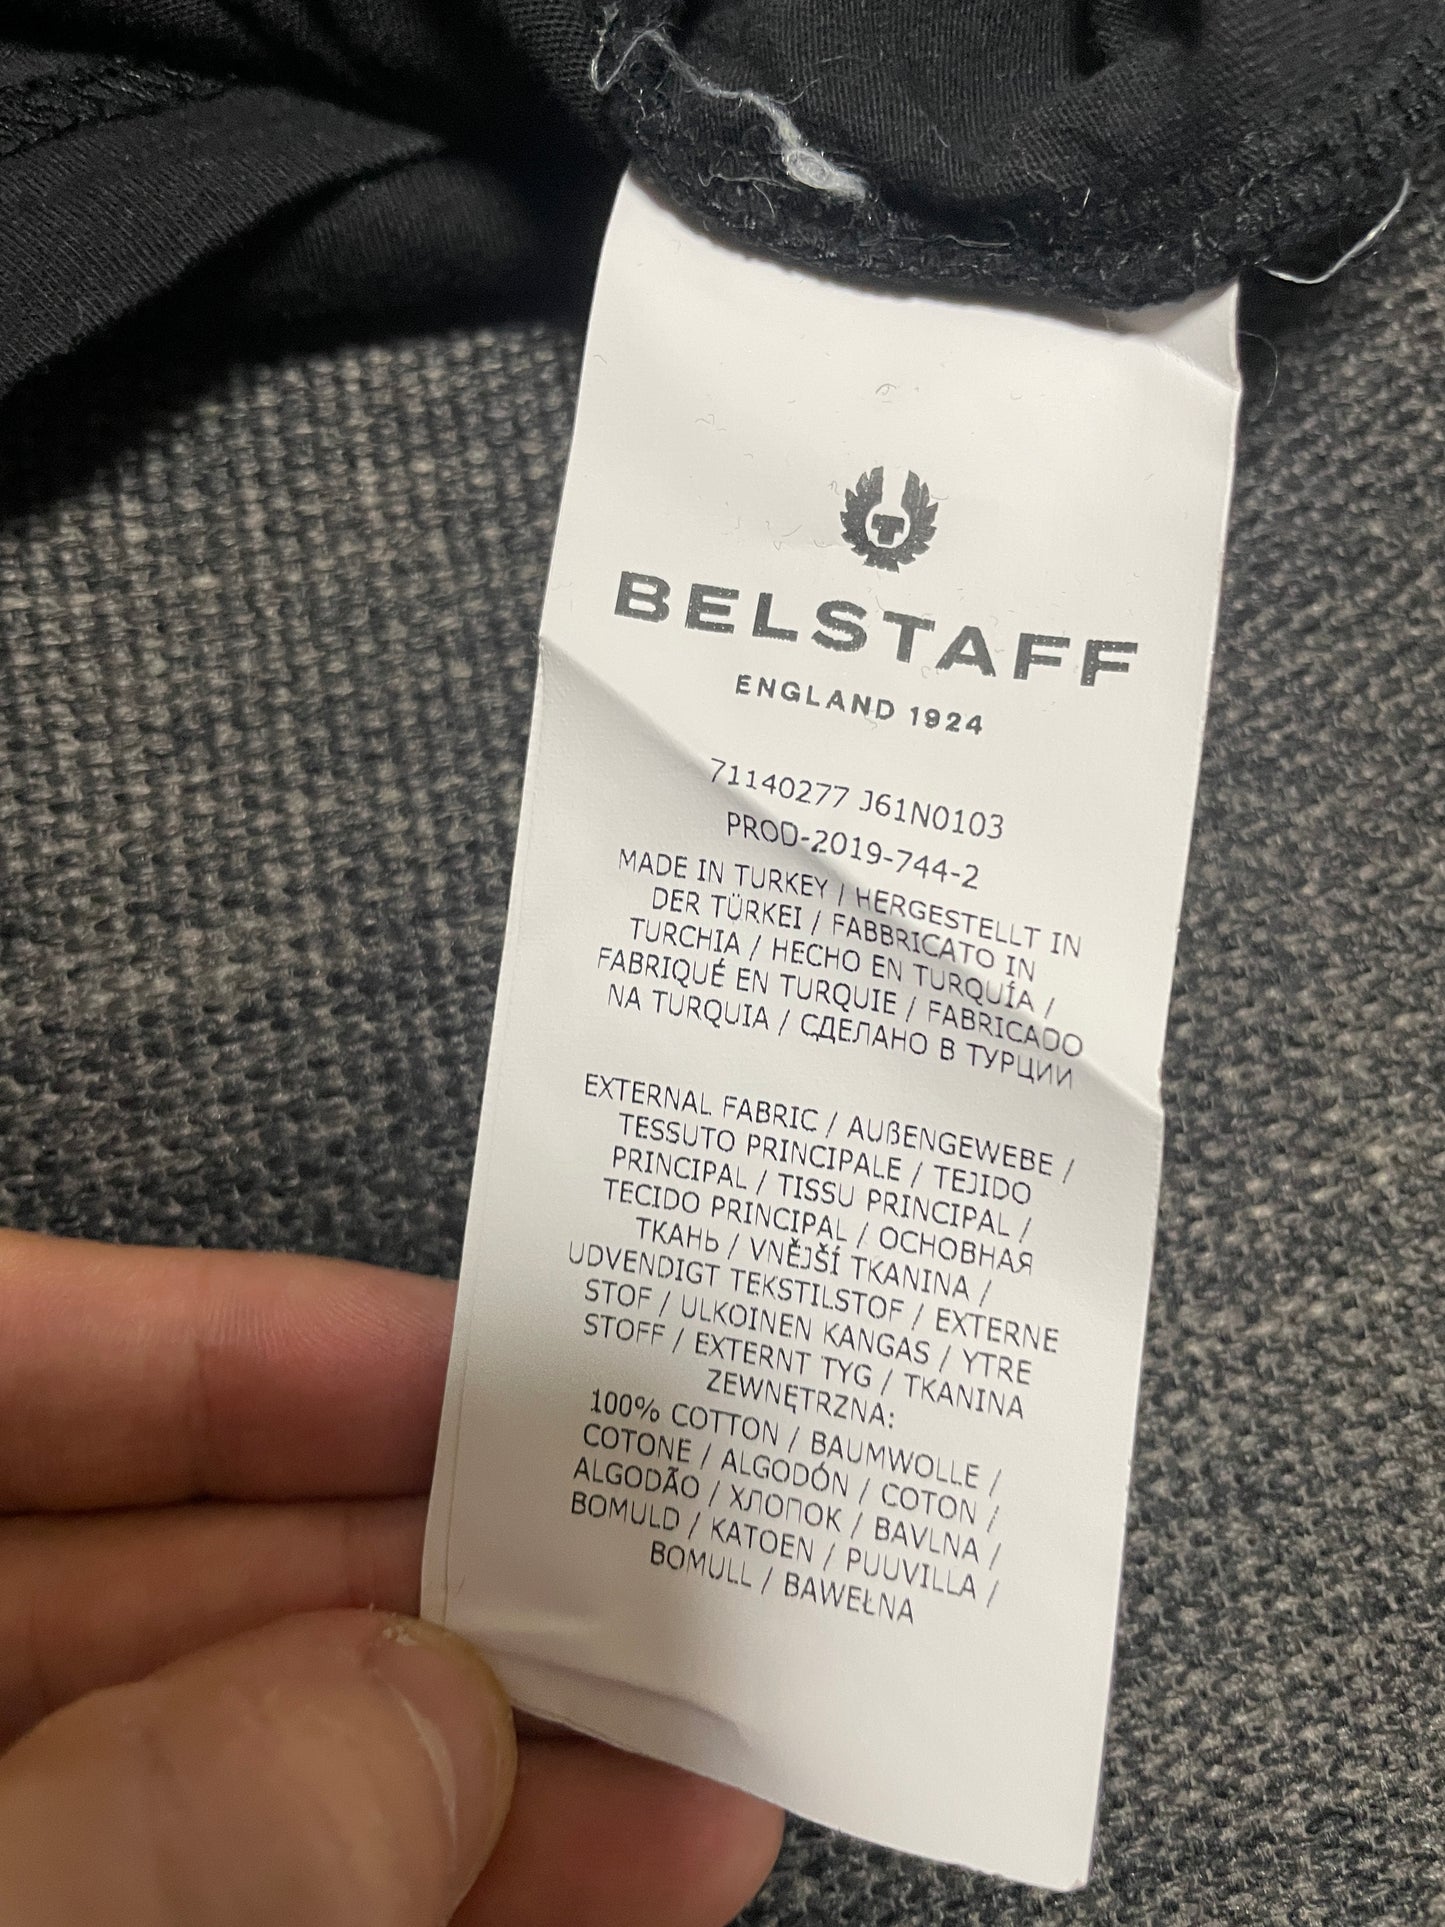 T
BELSTAFF
ENGLAND 1924
71140277 J61N0103
PROD-2019-744-2
MADE IN TURKEY / HERGESTELLT IN
DER TÜRKEI / FABBRICATO IN
TURCHIA / HECHO EN TURQUÍA /
FABRIQUÉ EN TURQUIE / FABRICADO
NA TURQUIA / СДЕЛАНО В ТУРЦИИ
EXTERNAL FABRIC / AUßENGEWEBE /
TESSUTO PRINCIPALE / TEJIDO
PRINCIPAL / TISSU PRINCIPAL /
TECIDO PRINCIPAL / ОСНОВНАЯ
ТКАНЬ / VNĚJŠÍ TKANINA /
UDVENDIGT TEKSTILSTOF / EXTERNE
STOF / ULKOINEN KANGAS / YTRE
STOFF / EXTERNT TYG / TKANINA
ZEWNĘTRZNA:
100% COTTON / BAUMWOLLE /
COTONE / ALGODÓN / COTON /
ALGODÃO / ХЛОПОК / BAVLNA /
BOMULD / KATOEN / PUUVILLA /
BOMULL / BAWEŁNA